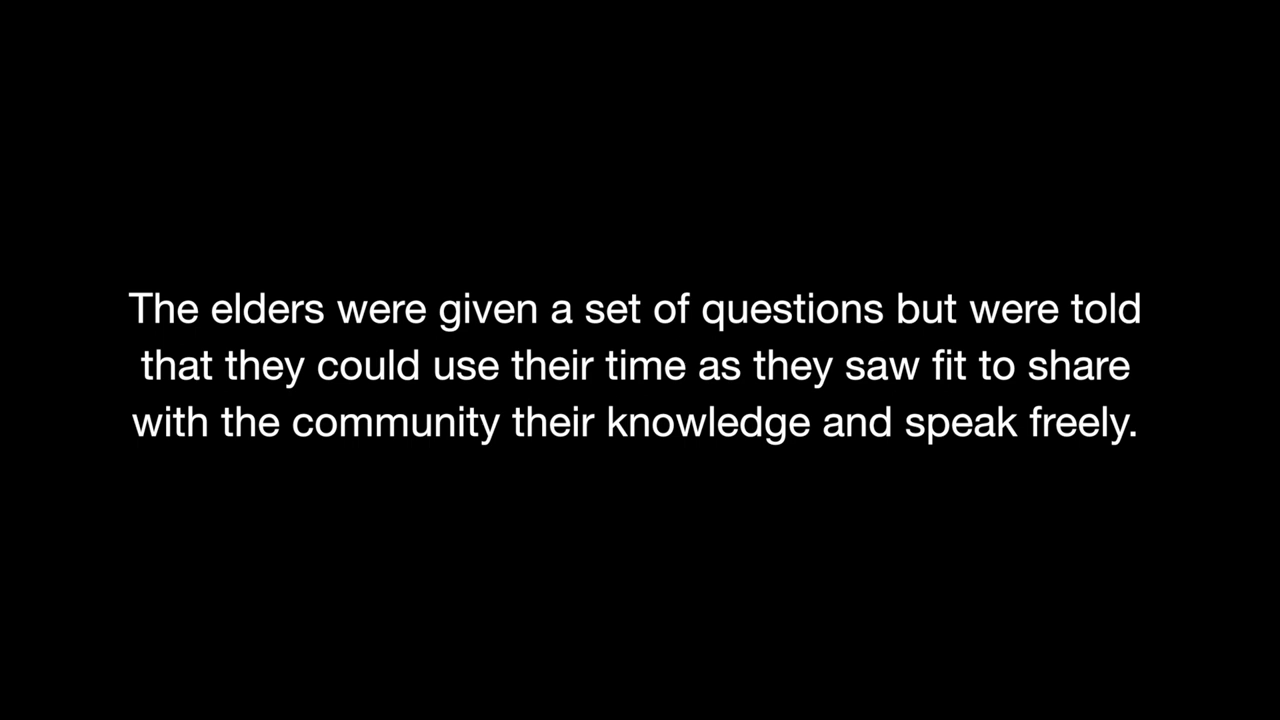 The elders were given a set of questions but were told
that they could use their time as they saw fit to share
with the community their knowledge and speak freely.